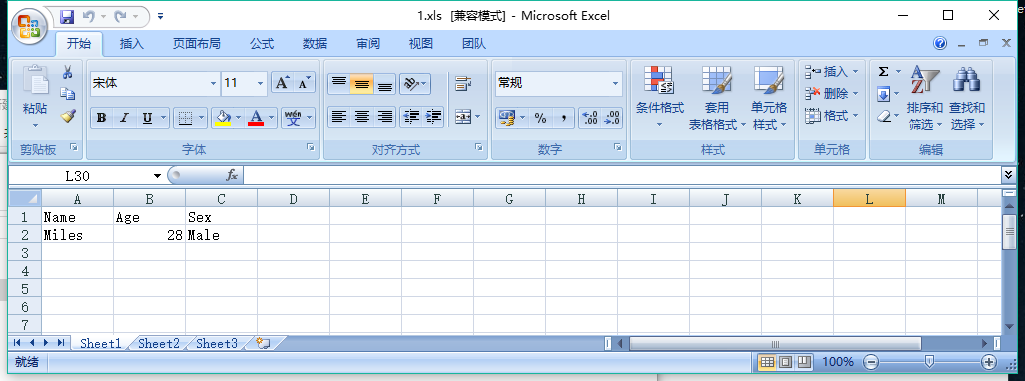 1.xls [兼容模式] - Microsoft Excel
开始 插入 页面布局 公式 数据 审阅 视图 团队
宋体 11 A A 常规 插入 Σ
粘贴 条件格式 套用 单元格 删除 排序和 查找和
B I U A wén 文 % , .00 .00 表格格式 样式 格式 筛选 选择
剪贴板 字体 对齐方式 数字 样式 单元格 编辑
L30 fx
A B C D E F G H I J K L M
1 Name Age Sex
2 Miles 28 Male
3
4
5
6
7
Sheet1 Sheet2 Sheet3
就绪 100%